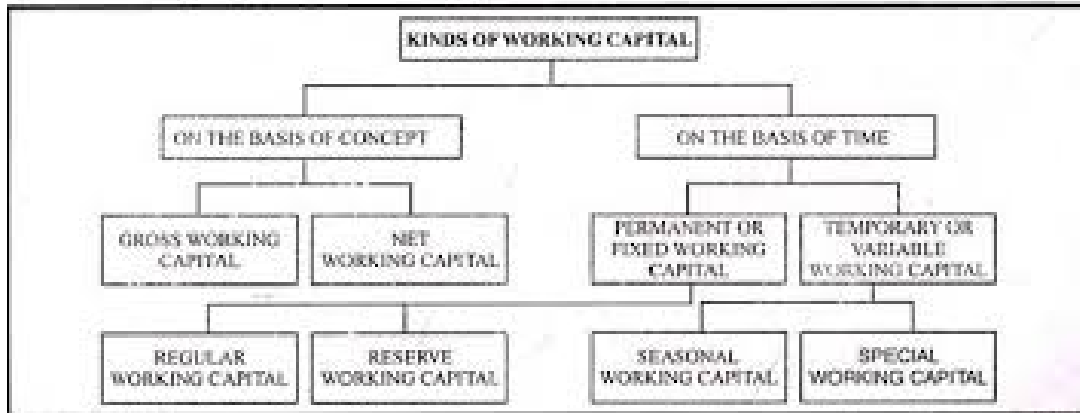 KINDS OF WORKING CAPITAL
ON THE BASIS OF CONCEPT
ON THE BASIS OF TIME
GROSS WORKING
CAPITAL
NET
WORKING CAPITAL
PERMANENT OR
FIXED WORKING
CAPITAL
TEMPORARY OR
VARIABLE
WORKING CAPITAL
REGULAR
WORKING CAPITAL
RESERVE
WORKING CAPITAL
SEASONAL
WORKING CAPITAL
SPECIAL
WORKING CAPITAL